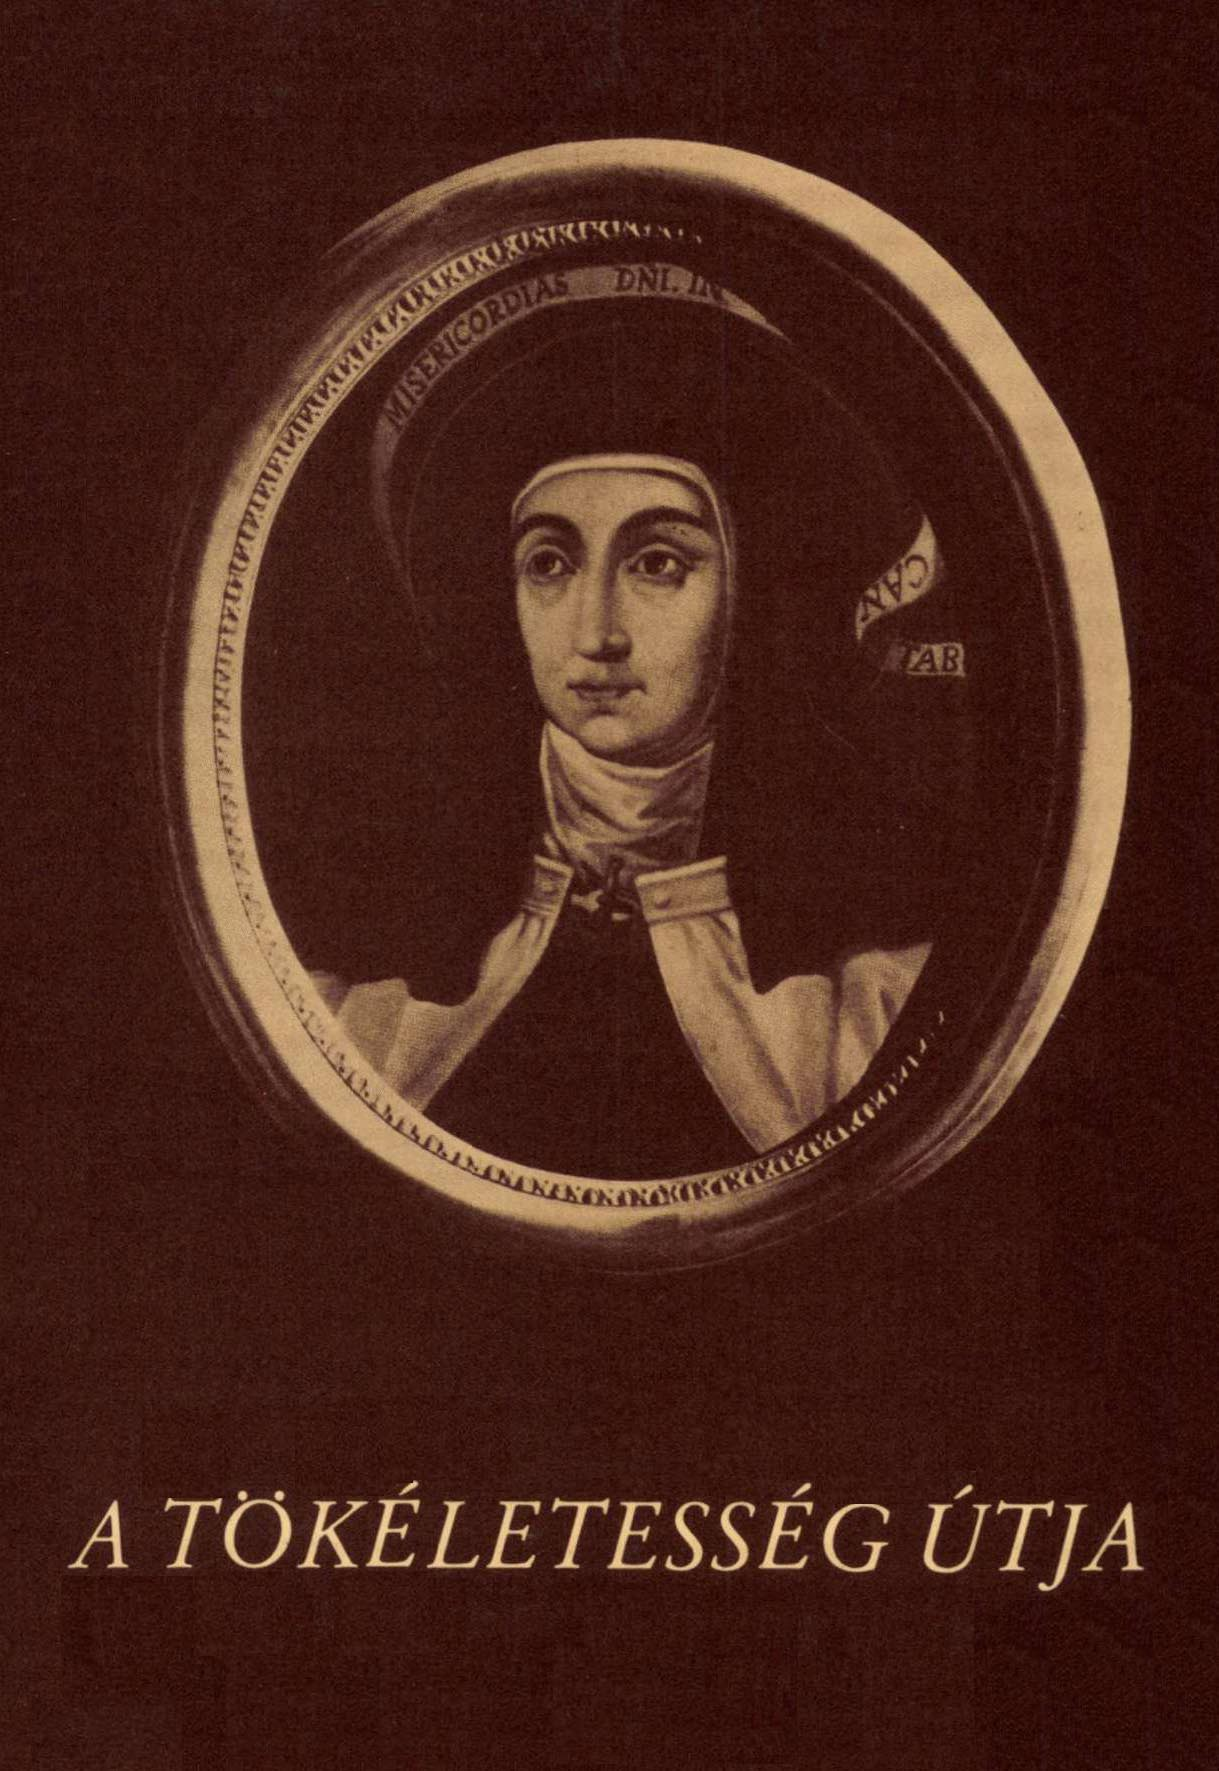 MISERICORDIAS DNI. IN
CAN
TAB
A TÖKÉLETESSÉG ÚTJA